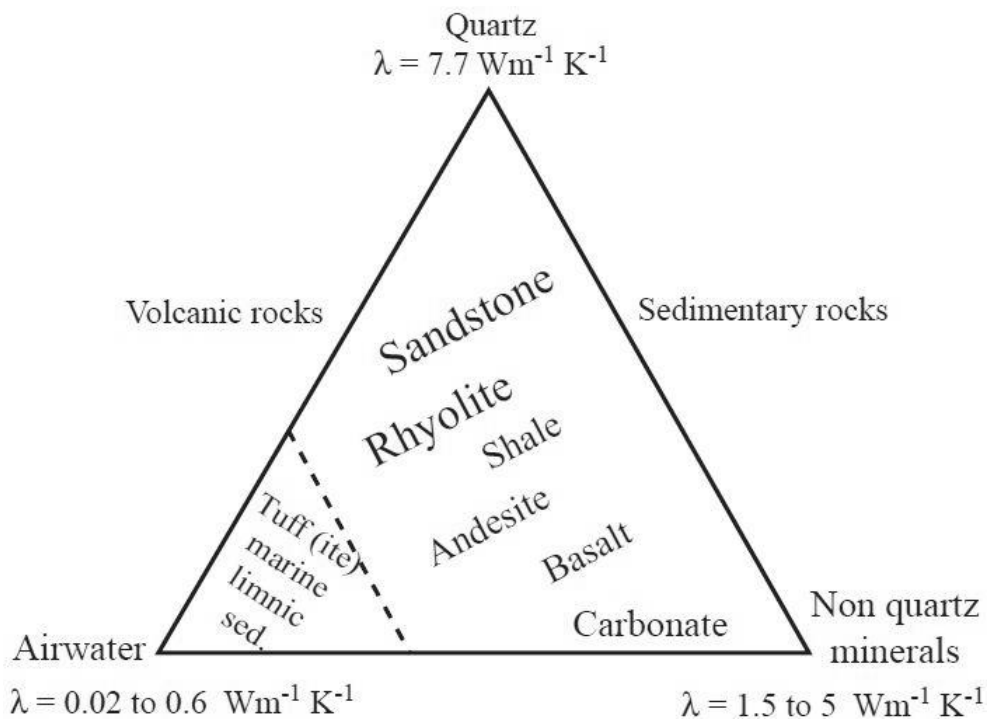 Quartz
λ = 7.7 Wm⁻¹ K⁻¹
Volcanic rocks
Sedimentary rocks
Sandstone
Rhyolite
Shale
Andesite
Basalt
Carbonate
Tuff (ite)
marine
limnic
sed.
Airwater
λ = 0.02 to 0.6 Wm⁻¹ K⁻¹
Non quartz
minerals
λ = 1.5 to 5 Wm⁻¹ K⁻¹